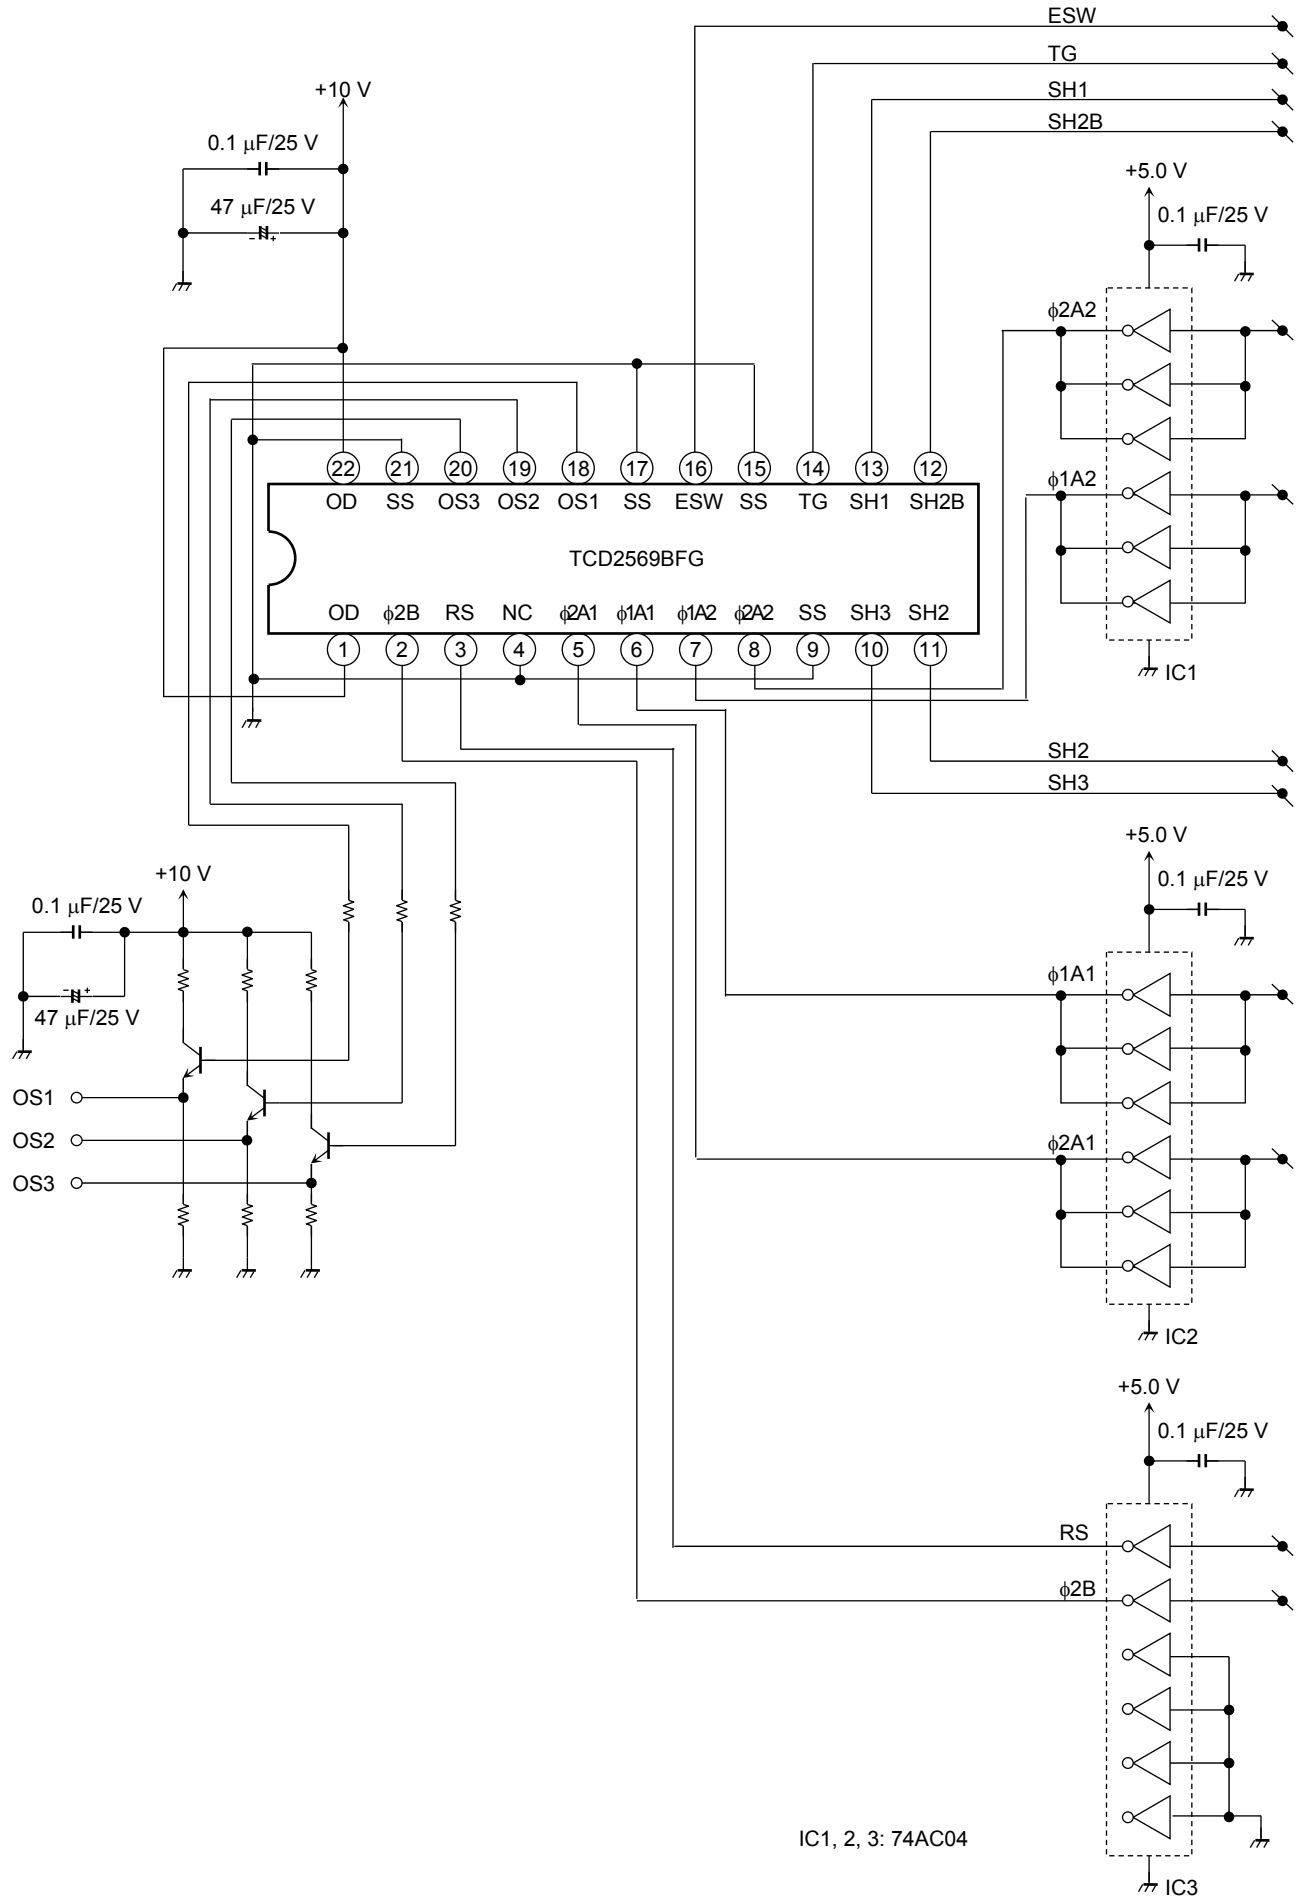 ESW
TG
SH1
SH2B
+10 V
0.1 μF/25 V
47 μF/25 V
+5.0 V
0.1 μF/25 V
- +
ϕ2A2
ϕ1A2
22 21 20 19 18 17 16 15 14 13 12
OD SS OS3 OS2 OS1 SS ESW SS TG SH1 SH2B
TCD2569BFG
OD ϕ2B RS NC ϕ2A1 ϕ1A1 ϕ1A2 ϕ2A2 SS SH3 SH2
1 2 3 4 5 6 7 8 9 10 11
IC1
SH2
SH3
+5.0 V
0.1 μF/25 V
+10 V
0.1 μF/25 V
- +
47 μF/25 V
ϕ1A1
OS1
OS2
OS3
ϕ2A1
IC2
+5.0 V
0.1 μF/25 V
RS
ϕ2B
IC1, 2, 3: 74AC04
IC3